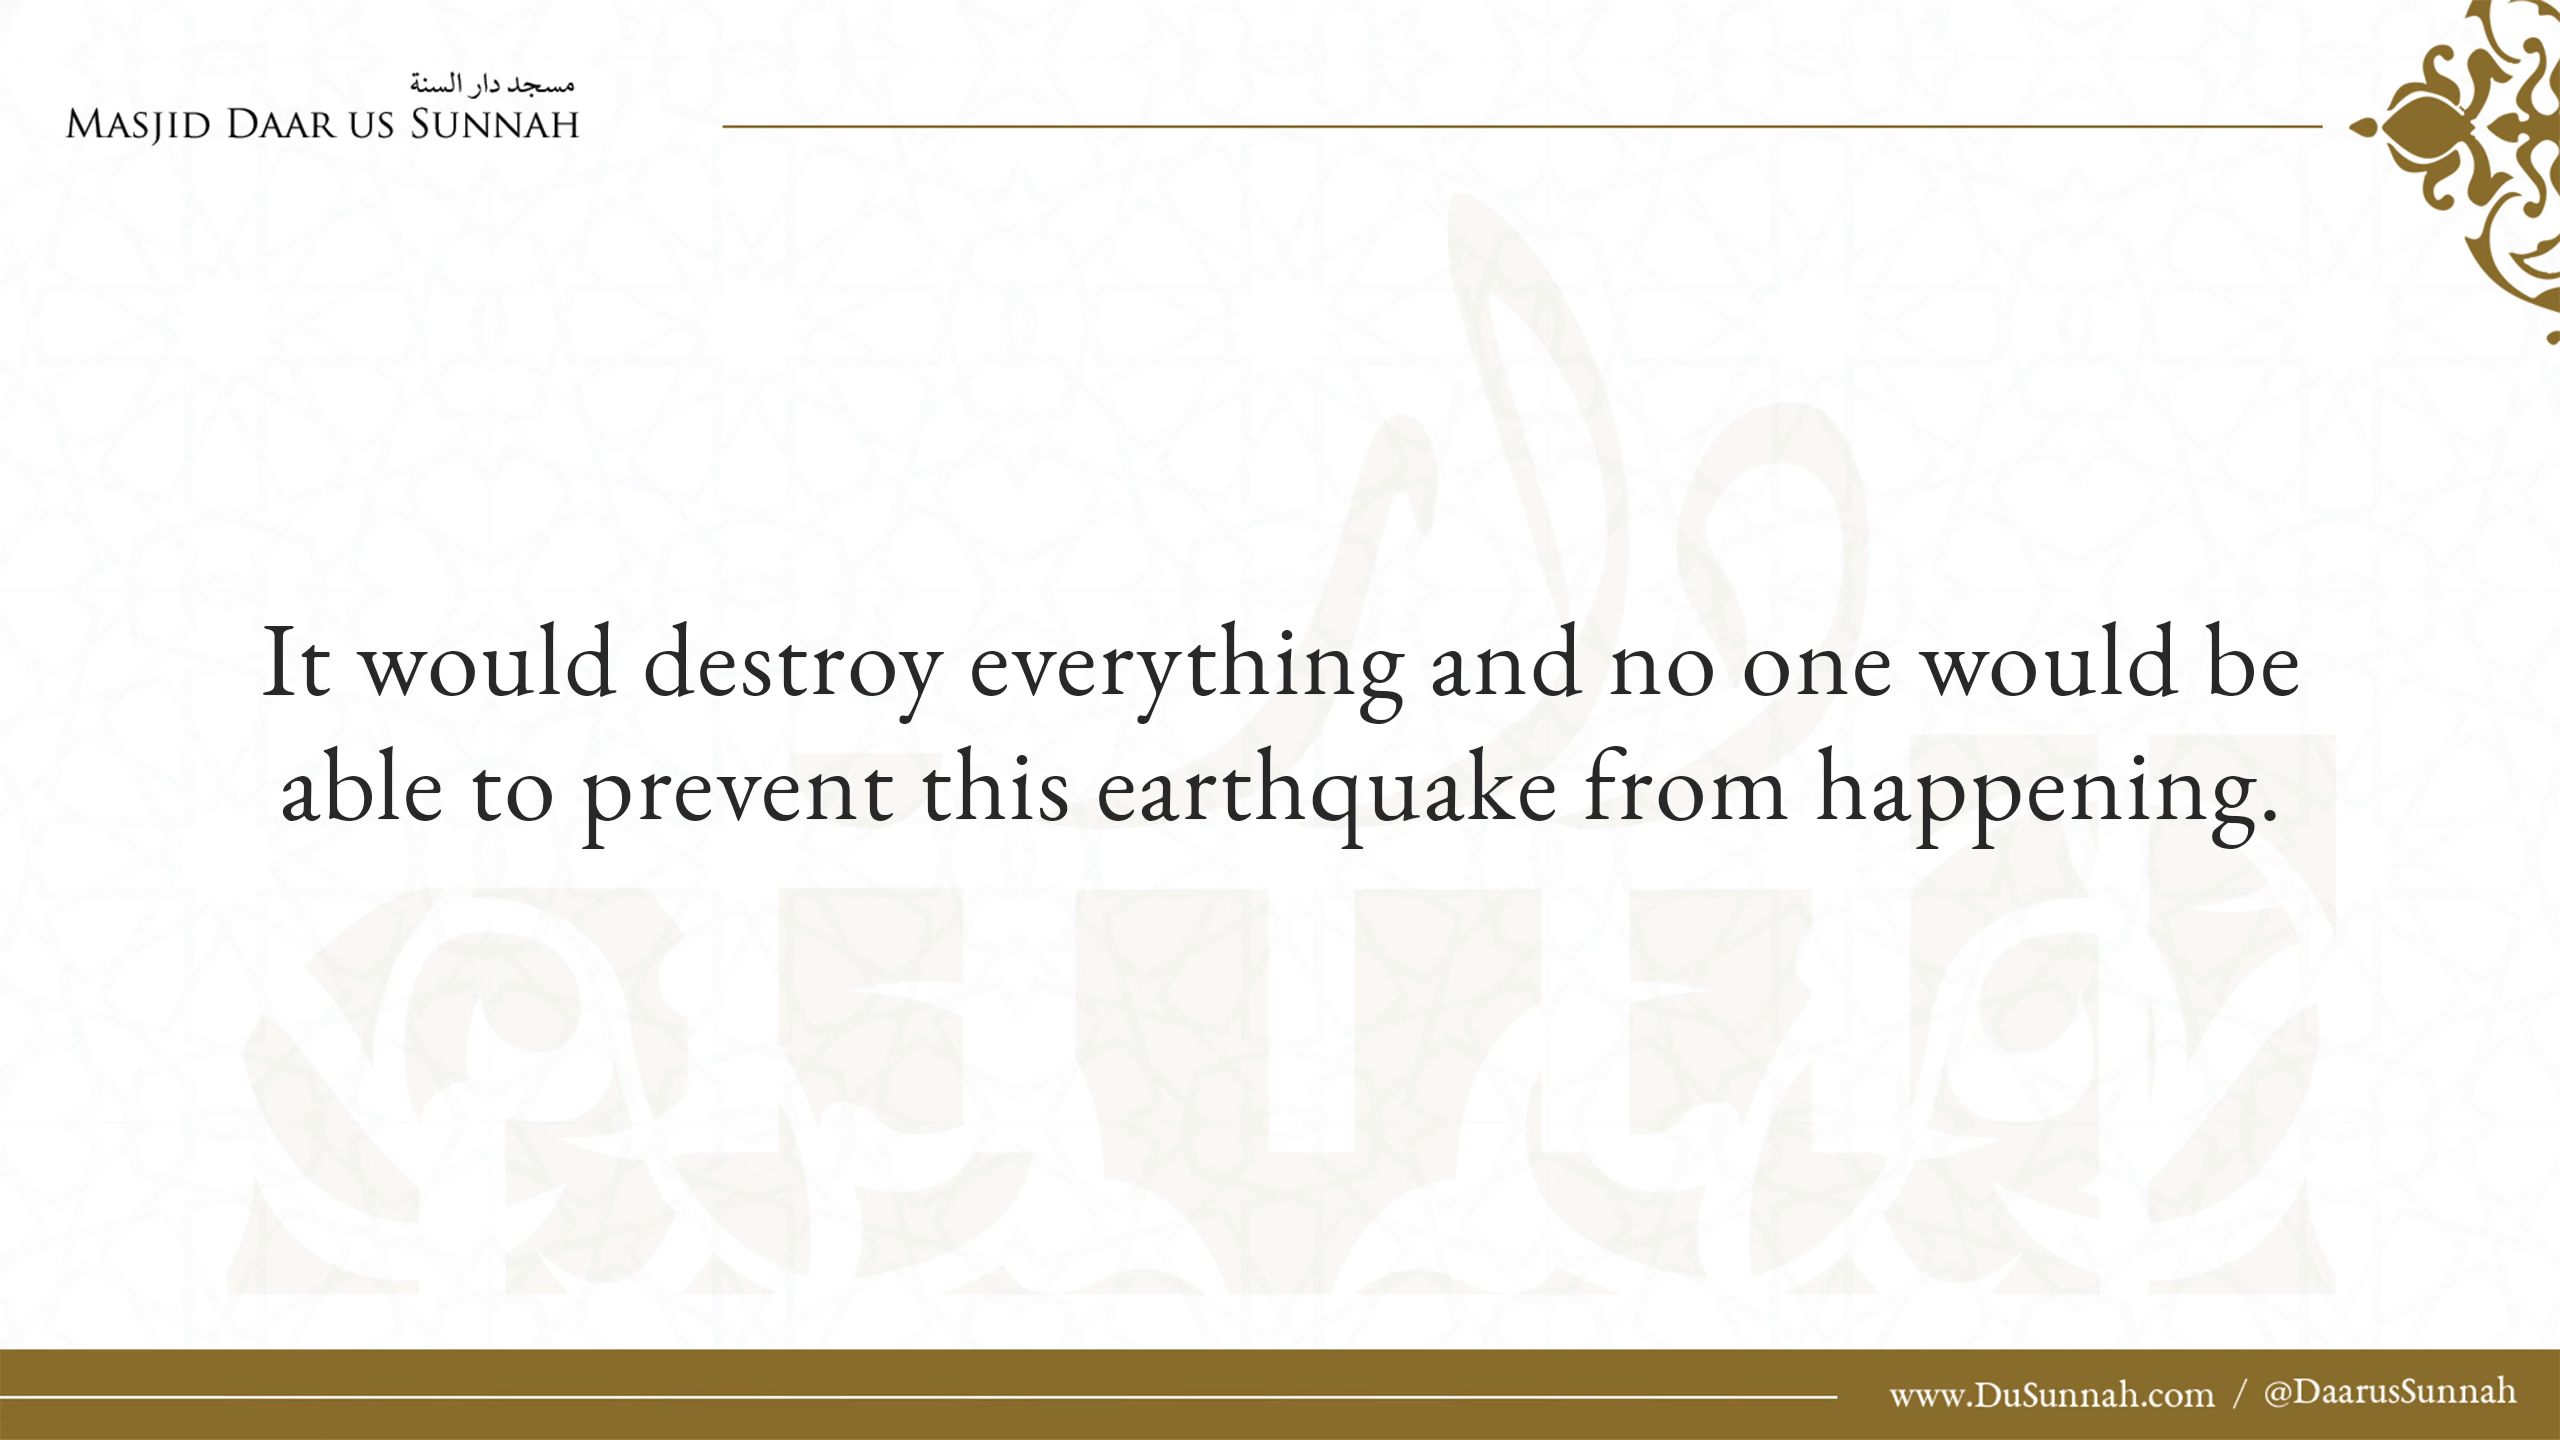 مسجد دار السنة
MASJID DAAR US SUNNAH
It would destroy everything and no one would be
able to prevent this earthquake from happening.
www.DuSunnah.com / @DaarusSunnah